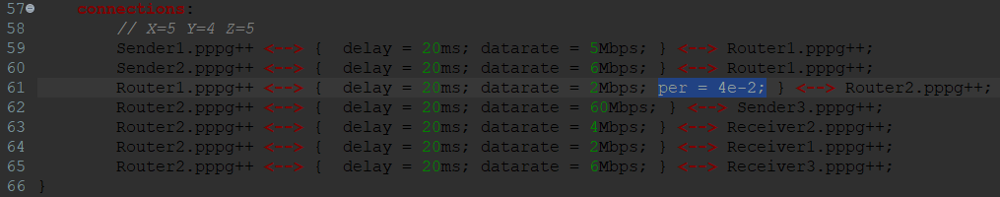 57 connections:
58 // X=5 Y=4 Z=5
59 Sender1.pppg++ <--> {  delay = 20ms; datarate = 5Mbps; } <--> Router1.pppg++;
60 Sender2.pppg++ <--> {  delay = 20ms; datarate = 6Mbps; } <--> Router1.pppg++;
61 Router1.pppg++ <--> {  delay = 20ms; datarate = 2Mbps; per = 4e-2; } <--> Router2.pppg++;
62 Router2.pppg++ <--> {  delay = 20ms; datarate = 60Mbps; } <--> Sender3.pppg++;
63 Router2.pppg++ <--> {  delay = 20ms; datarate = 4Mbps; } <--> Receiver2.pppg++;
64 Router2.pppg++ <--> {  delay = 20ms; datarate = 2Mbps; } <--> Receiver1.pppg++;
65 Router2.pppg++ <--> {  delay = 20ms; datarate = 6Mbps; } <--> Receiver3.pppg++;
66 }